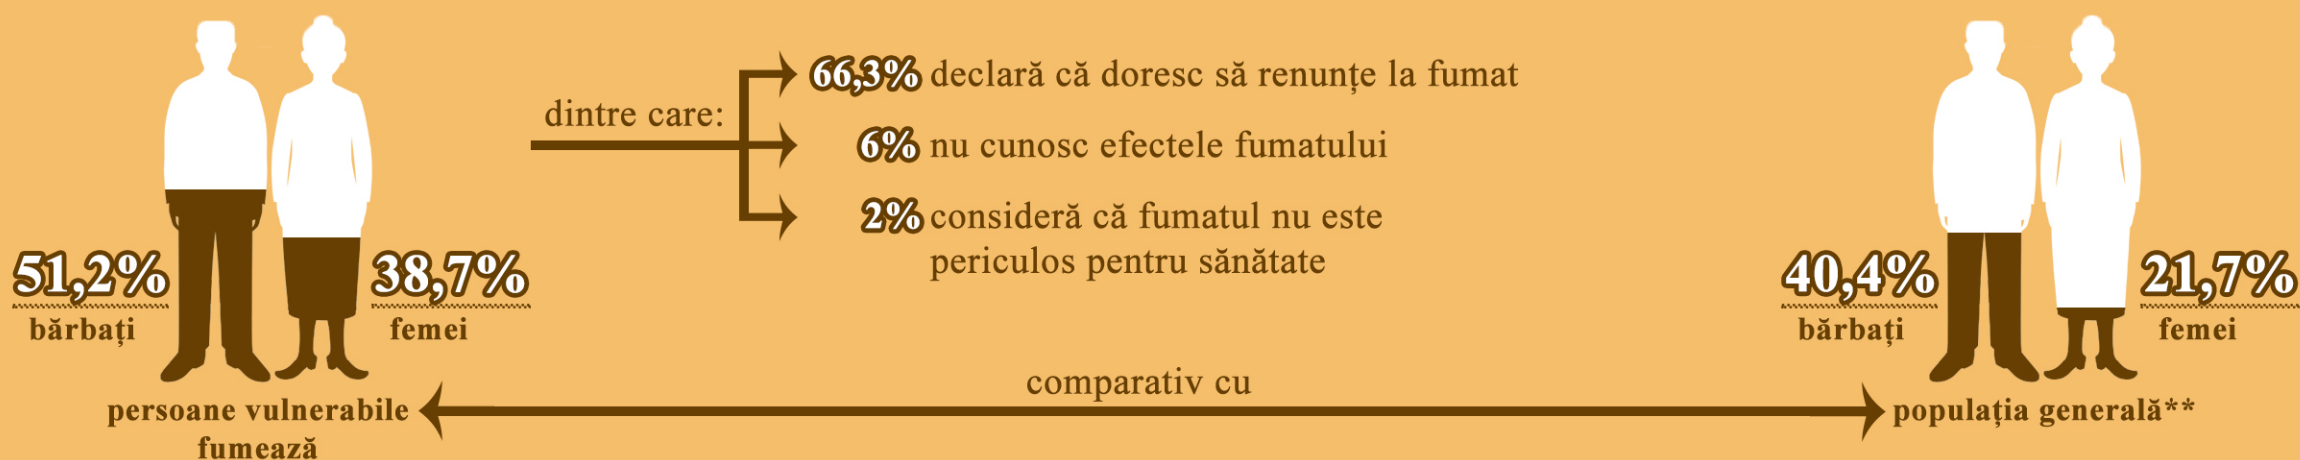 51,2%
bărbați
38,7%
femei
persoane vulnerabile
fumează
dintre care:
66,3% declară că doresc să renunțe la fumat
6% nu cunosc efectele fumatului
2% consideră că fumatul nu este
periculos pentru sănătate
comparativ cu
40,4%
bărbați
21,7%
femei
populația generală**